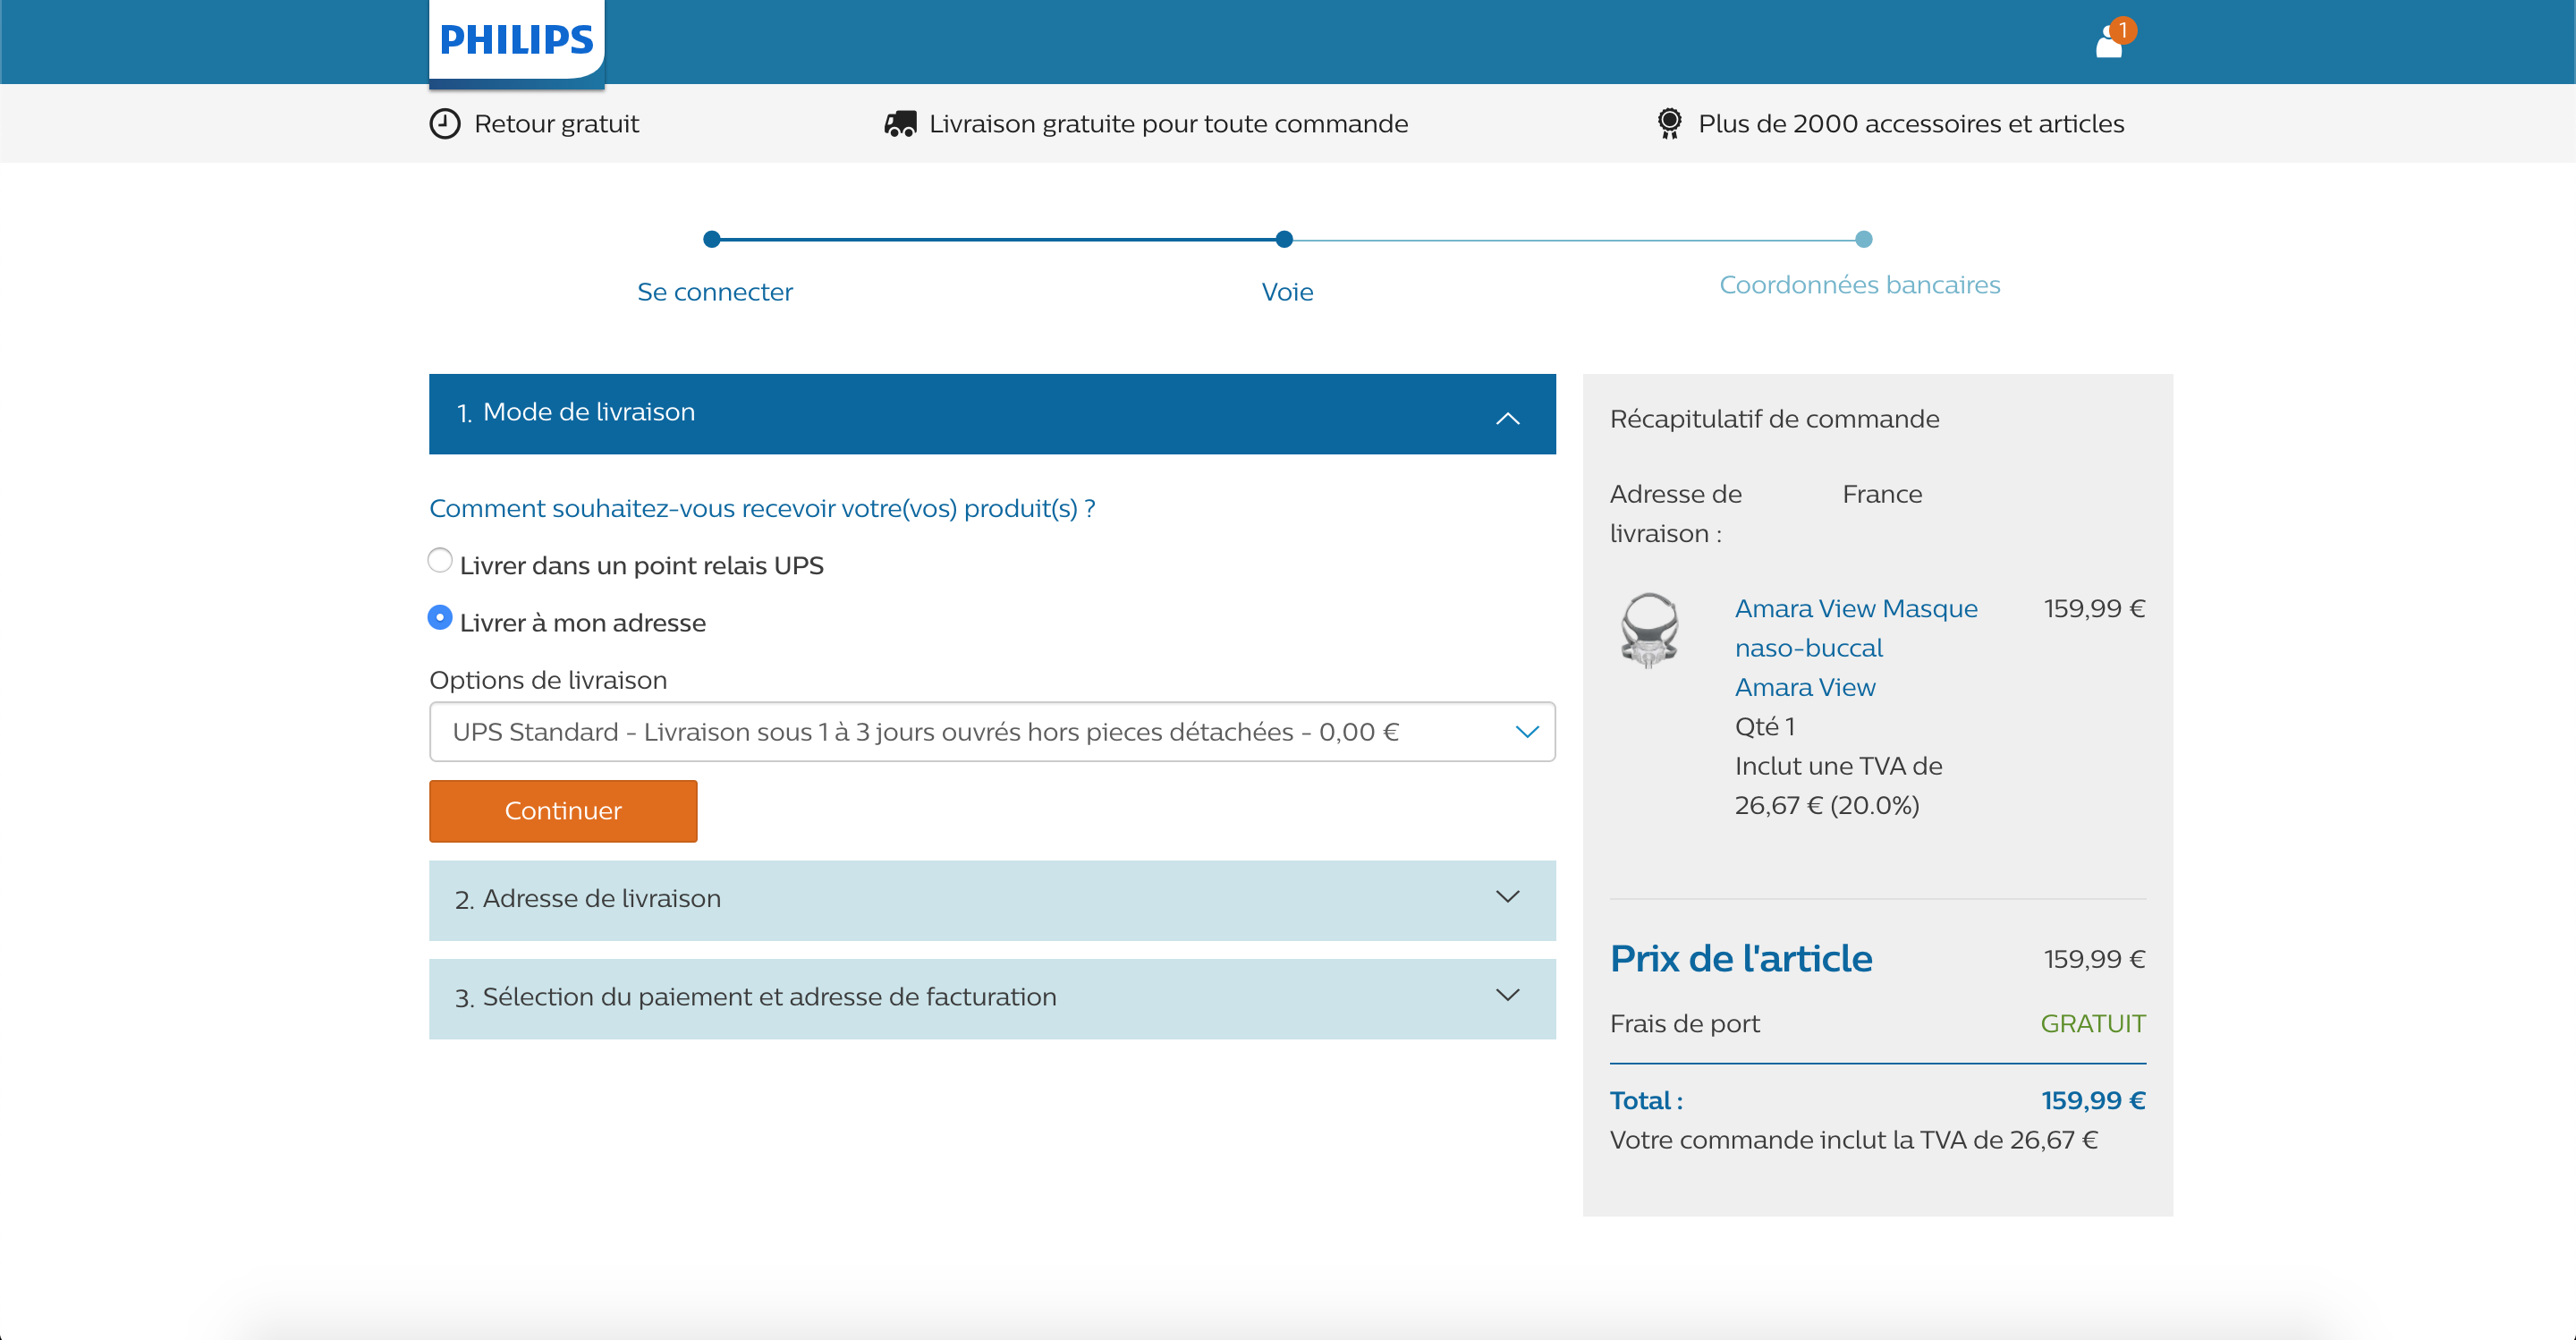 PHILIPS
1
Retour gratuit
Livraison gratuite pour toute commande
Plus de 2000 accessoires et articles
Se connecter
Voie
Coordonnées bancaires
1. Mode de livraison
Comment souhaitez-vous recevoir votre(vos) produit(s) ?
Livrer dans un point relais UPS
Livrer à mon adresse
Options de livraison
UPS Standard - Livraison sous 1 à 3 jours ouvrés hors pieces détachées - 0,00 €
Continuer
2. Adresse de livraison
3. Sélection du paiement et adresse de facturation
Récapitulatif de commande
Adresse de France
livraison :
Amara View Masque 159,99 €
naso-buccal
Amara View
Qté 1
Inclut une TVA de
26,67 € (20.0%)
Prix de l'article 159,99 €
Frais de port GRATUIT
Total : 159,99 €
Votre commande inclut la TVA de 26,67 €